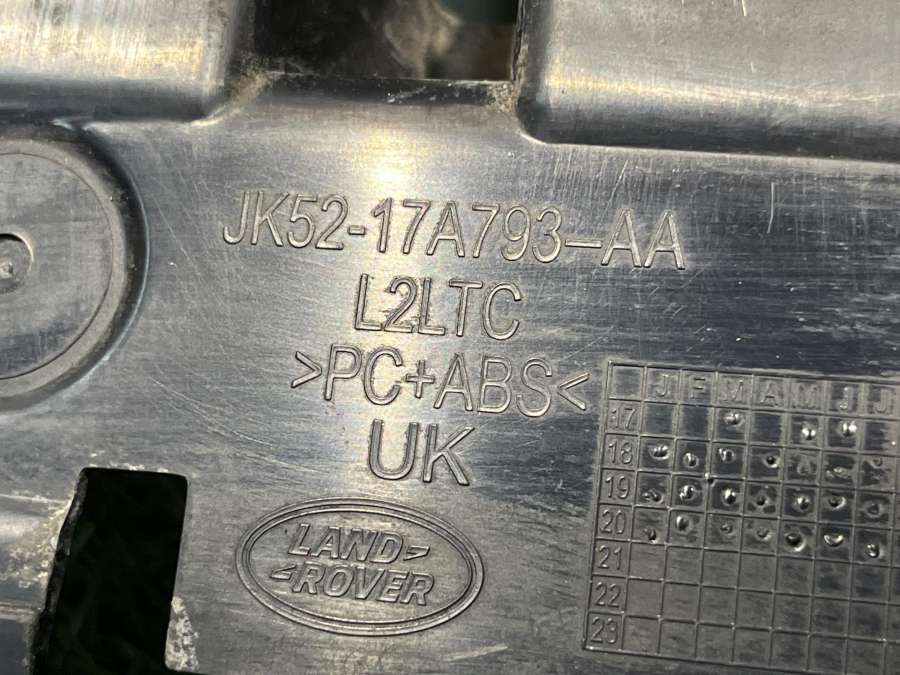 JK52-17A793-AA
L2LTC
>PC+ABS<
UK
LAND
ROVER
J F M A M J J
17
18
19
20
21
22
23